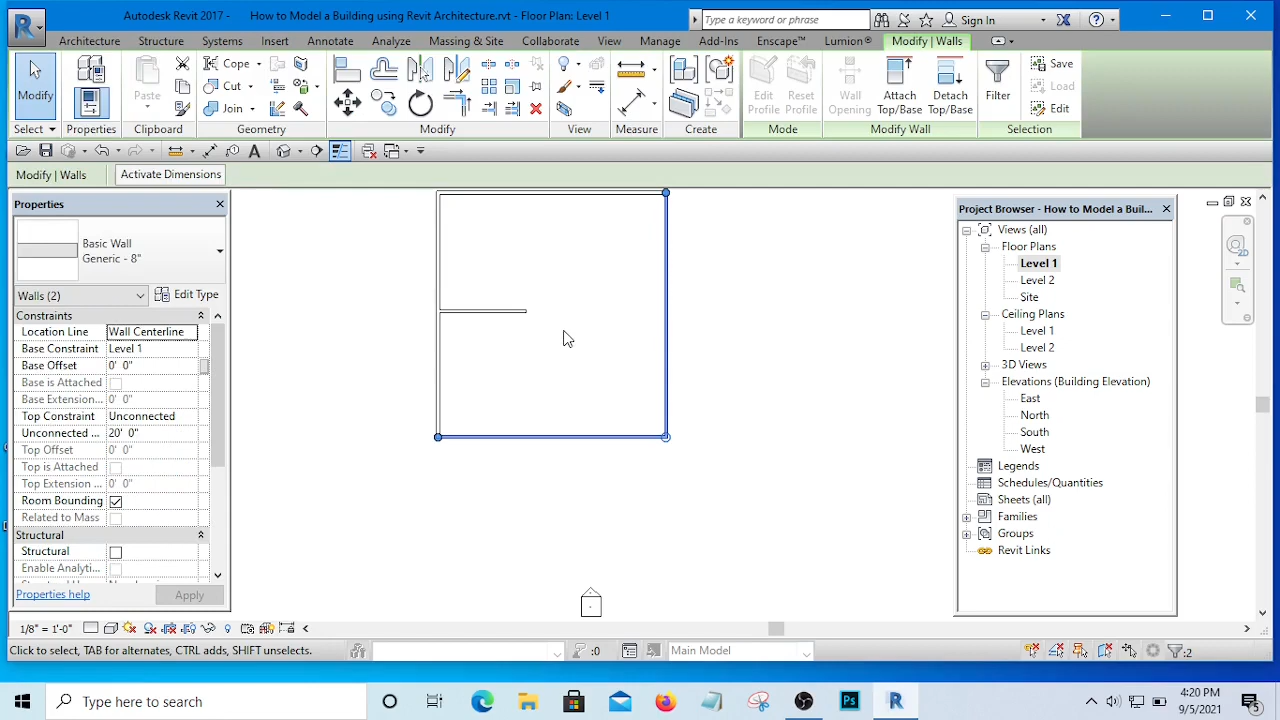 Autodesk Revit 2017 - How to Model a Building using Revit Architecture.rvt - Floor Plan: Level 1
Type a keyword or phrase
Sign In
Architecture Structure Systems Insert Annotate Analyze Massing & Site Collaborate View Manage Add-Ins Enscape™ Lumion® Modify | Walls
Modify
Properties
Paste
Cope
Cut
Join
Edit
Profile
Reset
Profile
Wall
Opening
Attach
Top/Base
Detach
Top/Base
Filter
Save
Load
Edit
Select Properties Clipboard Geometry Modify View Measure Create Mode Modify Wall Selection
Modify | Walls
Activate Dimensions
Properties
Basic Wall
Generic - 8"
Walls (2)
Edit Type
Constraints
Location Line Wall Centerline
Base Constraint Level 1
Base Offset 0' 0"
Base is Attached
Base Extension... 0' 0"
Top Constraint Unconnected
Unconnected ... 20' 0"
Top Offset 0' 0"
Top is Attached
Top Extension ... 0' 0"
Room Bounding
Related to Mass
Structural
Structural
Enable Analyti...
Properties help
Apply
Project Browser - How to Model a Buil...
Views (all)
Floor Plans
Level 1
Level 2
Site
Ceiling Plans
Level 1
Level 2
3D Views
Elevations (Building Elevation)
East
North
South
West
Legends
Schedules/Quantities
Sheets (all)
Families
Groups
Revit Links
2D
1/8" = 1'-0"
Click to select, TAB for alternates, CTRL adds, SHIFT unselects.
:0
Main Model
:2
Type here to search
Ps
R
4:20 PM
9/5/2021
5